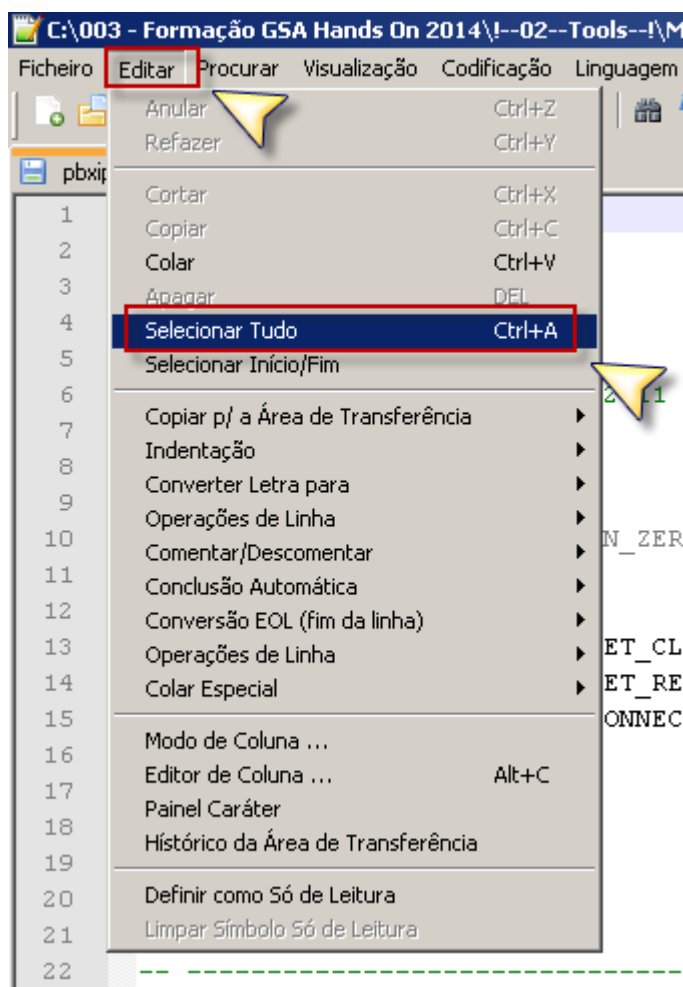 C:\003 - Formação GSA Hands On 2014\!--02--Tools--!\M
Ficheiro Editar Procurar Visualização Codificação Linguagem
Anular Ctrl+Z
Refazer Ctrl+Y
pbxip
Cortar Ctrl+X
Copiar Ctrl+C
Colar Ctrl+V
Apagar DEL
Selecionar Tudo Ctrl+A
Selecionar Início/Fim
Copiar p/ a Área de Transferência
Indentação
Converter Letra para
Operações de Linha
Comentar/Descomentar
Conclusão Automática
Conversão EOL (fim da linha)
Operações de Linha
Colar Especial
Modo de Coluna ...
Editor de Coluna ... Alt+C
Painel Caráter
Hístórico da Área de Transferência
Definir como Só de Leitura
Limpar Símbolo Só de Leitura
1
2
3
4
5
6
7
8
9
10 N_ZER
11
12
13 ET_CL
14 ET_RE
15 ONNEC
16
17
18
19
20
21
22 -- -------------------------------